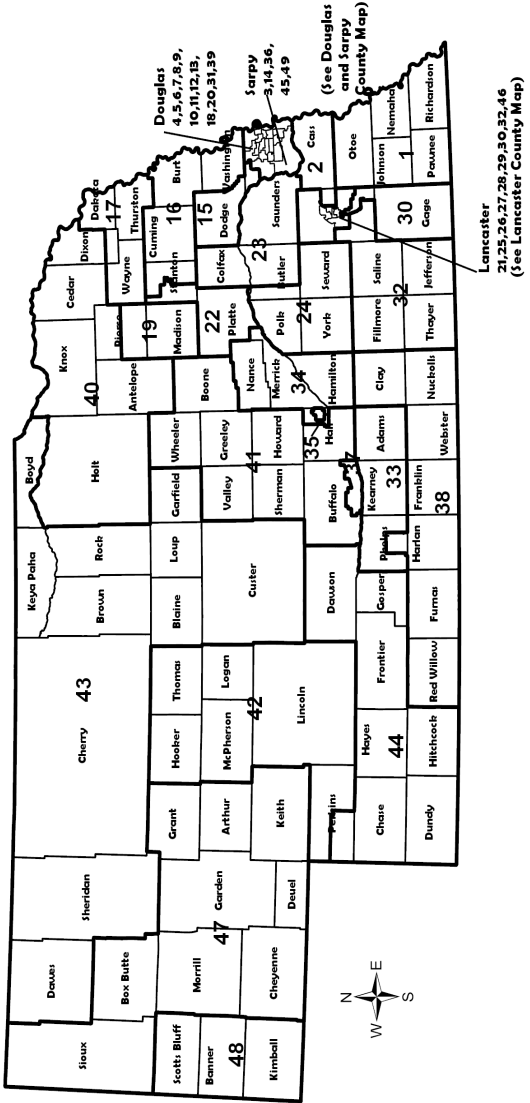 Douglas
4,5,6,7,8,9,
10,11,12,13,
18,20,31,39
Sarpy
3,14,36,
45,49
(See Douglas
and Sarpy
County Map)
Lancaster
21,25,26,27,28,29,30,32,46
(See Lancaster County Map)
Sioux
Dawes
Box Butte
Sheridan
Cherry
43
Keya Paha
Brown
Rock
Boyd
Holt
Knox
40
Antelope
Cedar
Dixon
Dakota
17
Thurston
Wayne
Pierce
19
Madison
Stanton
Cuming
16
Burt
Washington
15
Dodge
Scotts Bluff
Banner
48
Kimball
Morrill
47
Garden
Cheyenne
Deuel
Grant
Arthur
Keith
Hooker
Thomas
McPherson
Logan
42
Lincoln
Blaine
Loup
Custer
Garfield
Wheeler
Valley
Greeley
41
Sherman
Howard
Boone
Nance
Merrick
34
Hamilton
22
Platte
Colfax
23
Butler
Saunders
Polk
24
York
Seward
2
Cass
Otoe
Perkins
Chase
Dundy
Hayes
44
Hitchcock
Frontier
Red Willow
Dawson
Gosper
Furnas
Buffalo
37
35
Hall
Phelps
Kearney
33
Adams
Harlan
Franklin
38
Webster
Clay
Nuckolls
Fillmore
32
Thayer
Saline
Jefferson
30
Gage
Johnson
1
Pawnee
Nemaha
Richardson
N
W
E
S